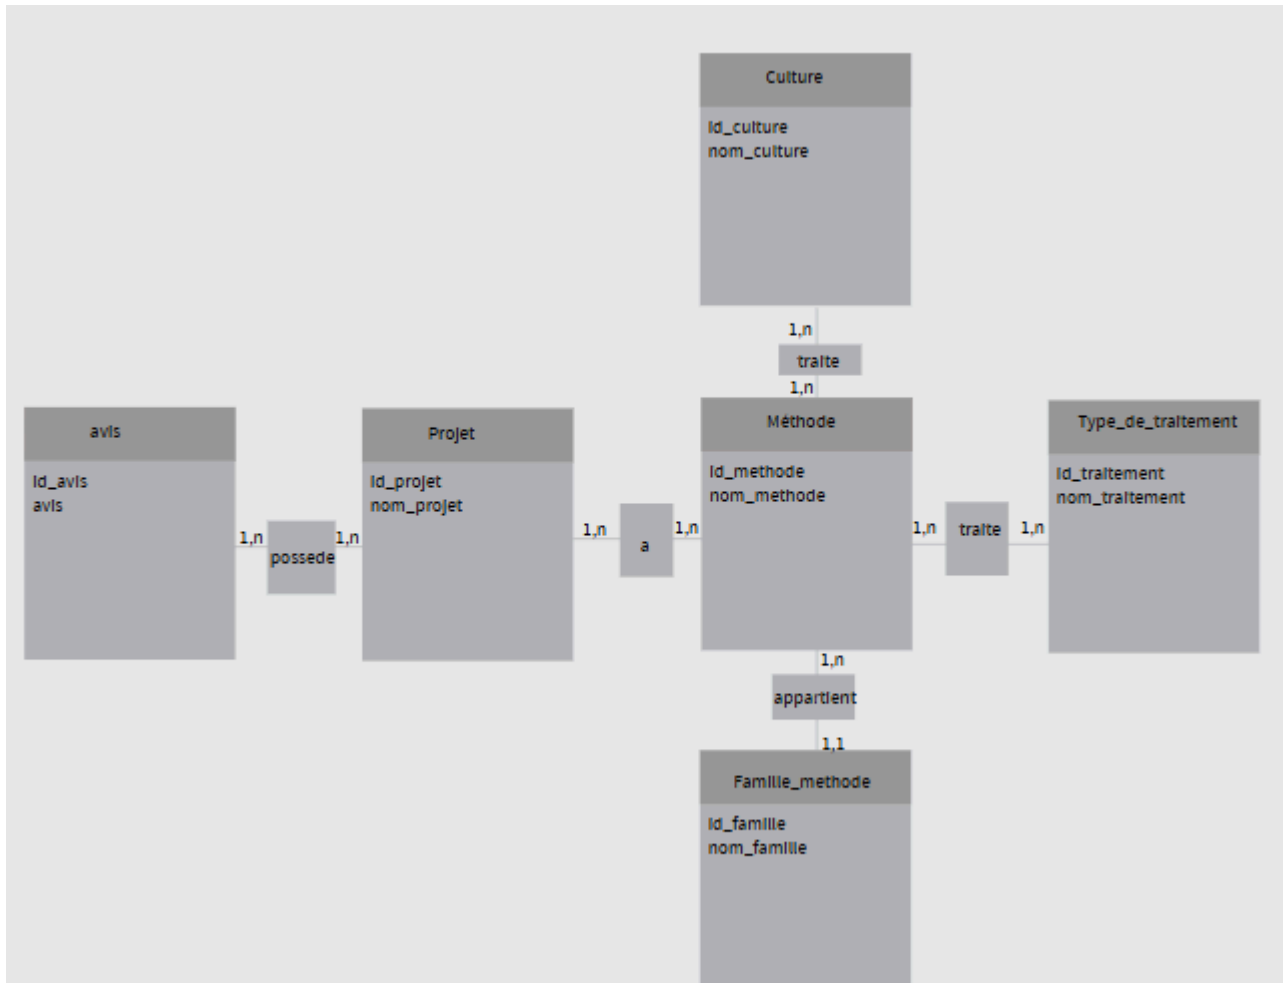 Culture
id_culture
nom_culture
1,n
traite
1,n
avis
id_avis
avis
1,n
possede
1,n
Projet
id_projet
nom_projet
1,n
a
1,n
Méthode
id_methode
nom_methode
1,n
traite
1,n
Type_de_traitement
id_traitement
nom_traitement
1,n
appartient
1,1
Famille_methode
id_famille
nom_famille